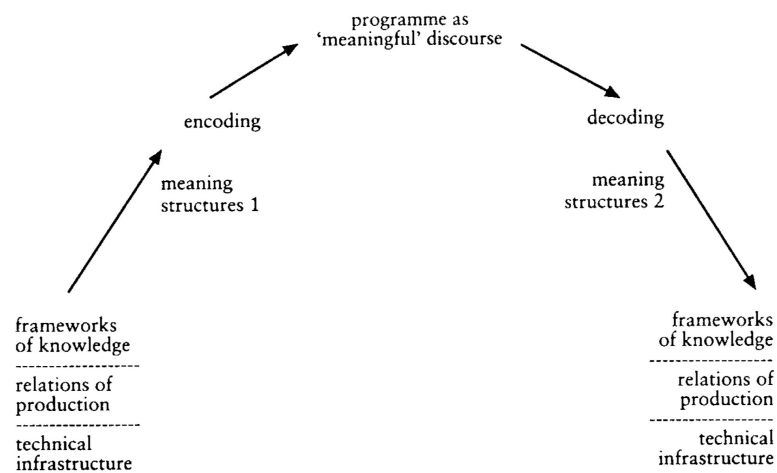 programme as
‘meaningful’ discourse
encoding
decoding
meaning
structures 1
meaning
structures 2
frameworks
of knowledge
relations of
production
technical
infrastructure
frameworks
of knowledge
relations of
production
technical
infrastructure